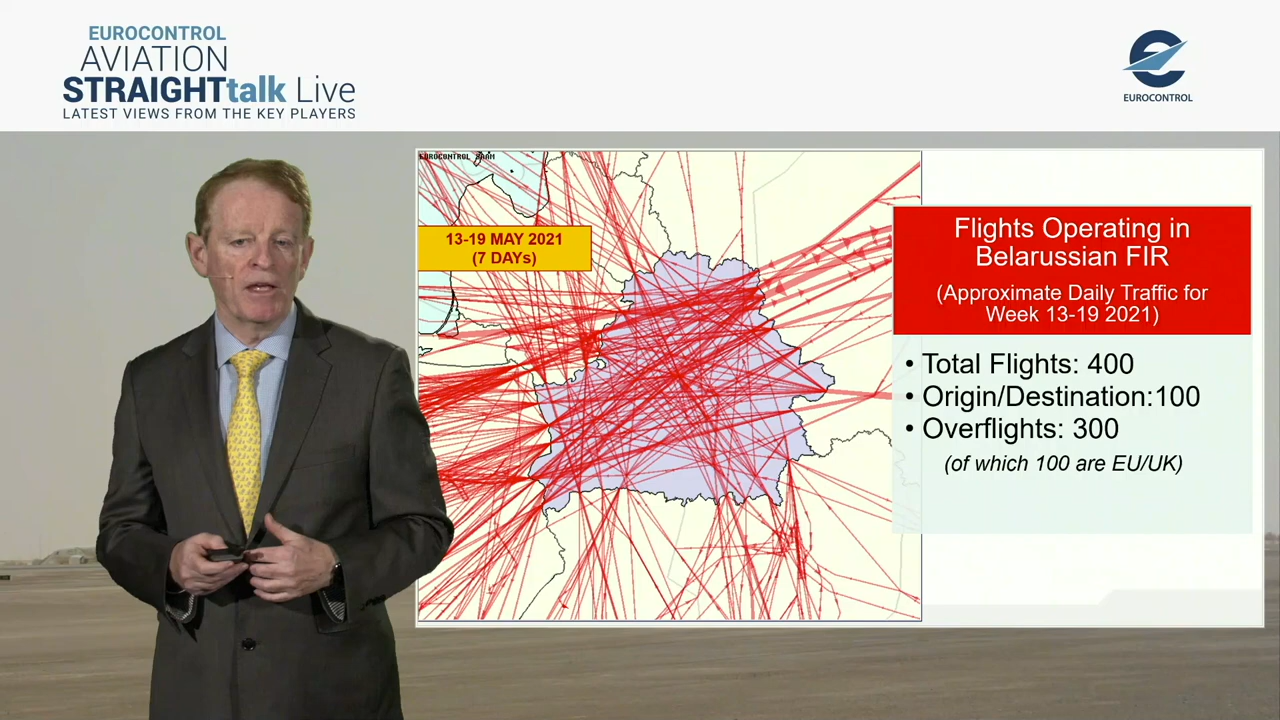 EUROCONTROL
AVIATION
STRAIGHTtalk Live
LATEST VIEWS FROM THE KEY PLAYERS
EUROCONTROL
EUROCONTROL SAAM
13-19 MAY 2021
(7 DAYs)
Flights Operating in
Belarussian FIR
(Approximate Daily Traffic for
Week 13-19 2021)
• Total Flights: 400
• Origin/Destination:100
• Overflights: 300
(of which 100 are EU/UK)